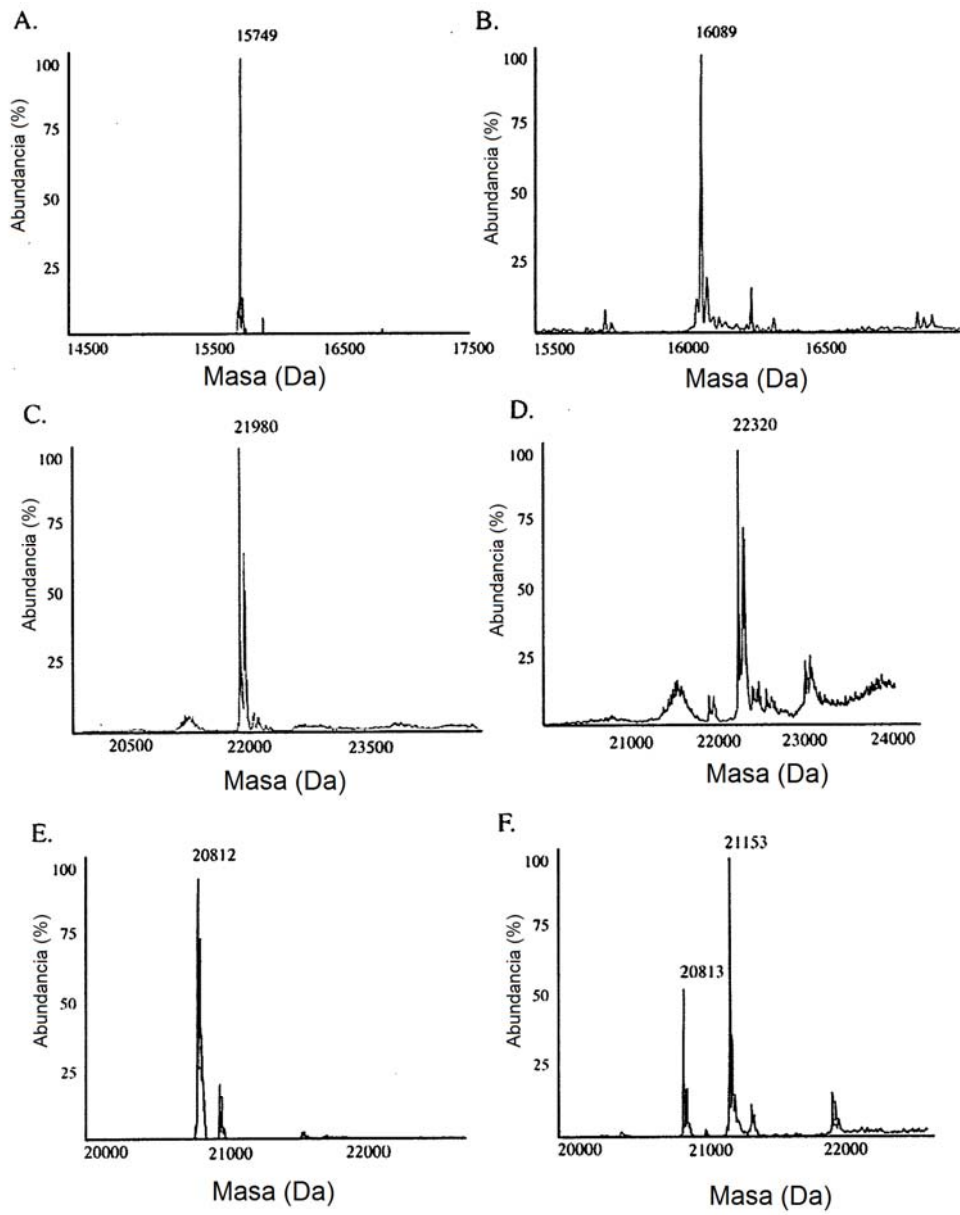 A.
15749
100
75
50
25
Abundancia (%)
14500 15500 16500 17500
Masa (Da)
B.
16089
100
75
50
25
Abundancia (%)
15500 16000 16500
Masa (Da)
C.
21980
100
75
50
25
Abundancia (%)
20500 22000 23500
Masa (Da)
D.
22320
100
75
50
25
Abundancia (%)
21000 22000 23000 24000
Masa (Da)
E.
20812
100
75
50
25
Abundancia (%)
20000 21000 22000
Masa (Da)
F.
21153
20813
100
75
50
25
Abundancia (%)
20000 21000 22000
Masa (Da)